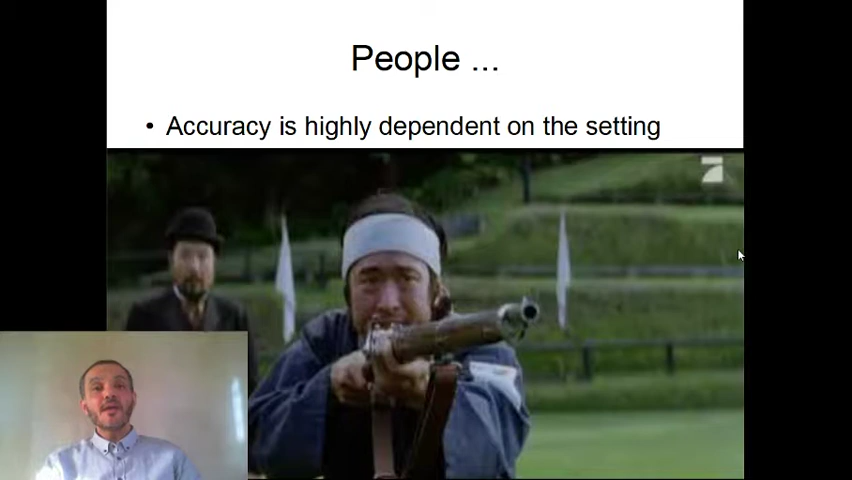 People ...
• Accuracy is highly dependent on the setting